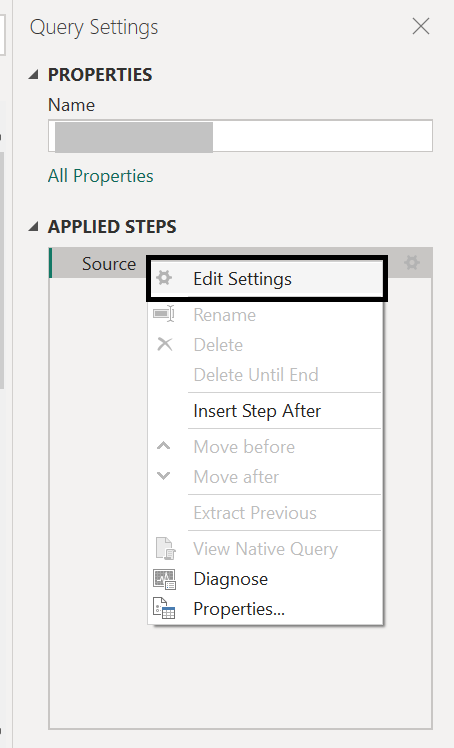 Query Settings
PROPERTIES
Name
All Properties
APPLIED STEPS
Source
Edit Settings
Rename
Delete
Delete Until End
Insert Step After
Move before
Move after
Extract Previous
View Native Query
Diagnose
Properties...